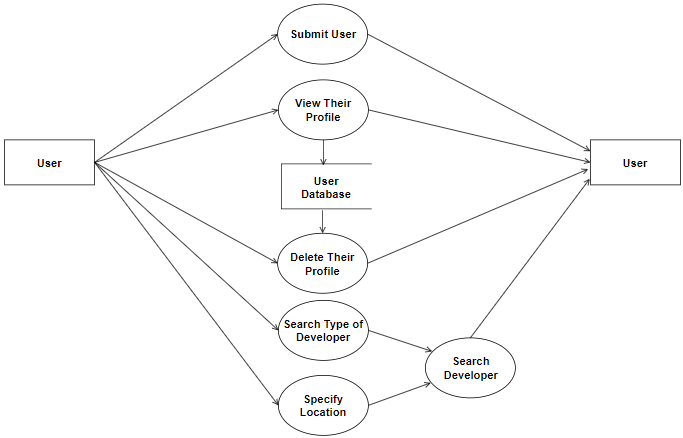 Submit User
View Their
Profile
User
User
User
Database
Delete Their
Profile
Search Type of
Developer
Search
Developer
Specify
Location